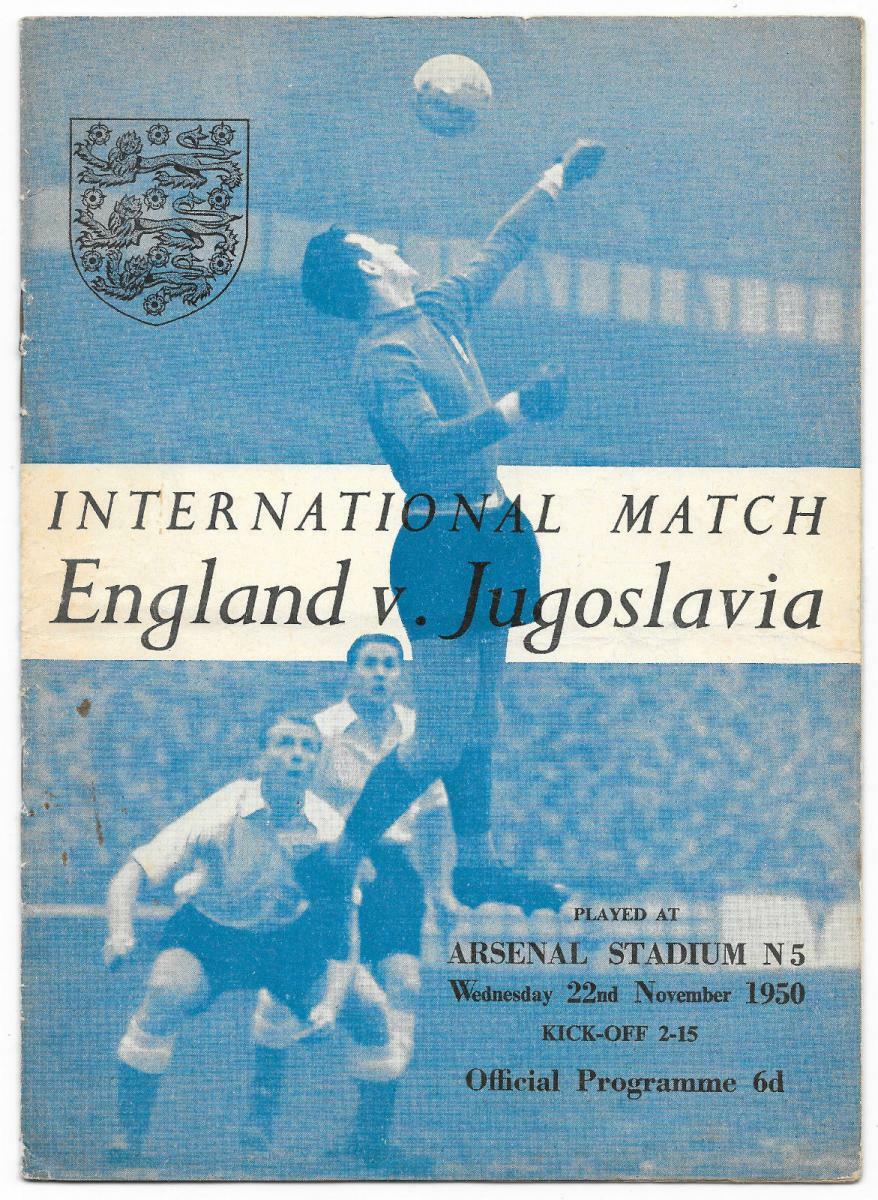 INTERNATIONAL MATCH
England v. Jugoslavia
PLAYED AT
ARSENAL STADIUM N5
Wednesday 22nd November 1950
KICK-OFF 2-15
Official Programme 6d